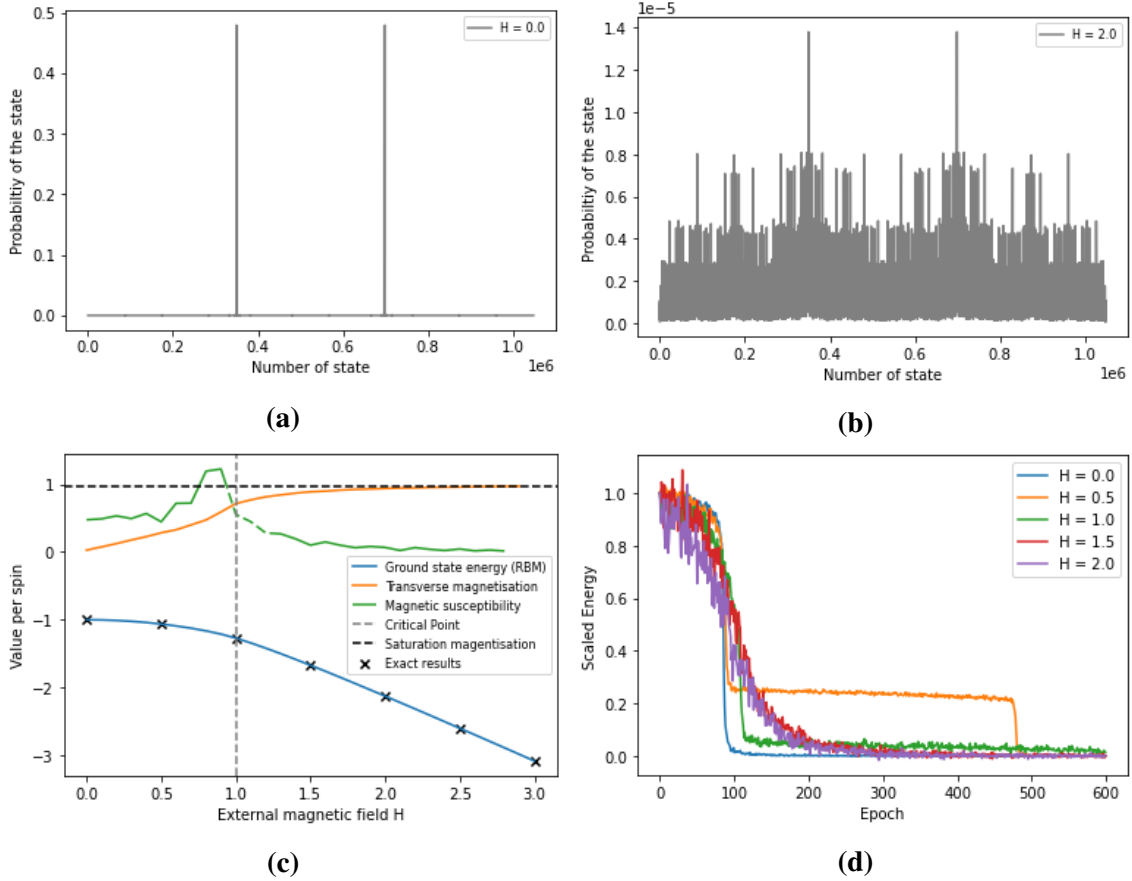 H = 0.0
0.5
0.4
0.3
0.2
0.1
0.0
Probabiltiy of the state
0.0 0.2 0.4 0.6 0.8 1.0
Number of state
1e6
(a)
1e−5
H = 2.0
1.4
1.2
1.0
0.8
0.6
0.4
0.2
0.0
Probabiltiy of the state
0.0 0.2 0.4 0.6 0.8 1.0
Number of state
1e6
(b)
1
0
−1
−2
−3
Value per spin
Ground state energy (RBM)
Transverse magnetisation
Magnetic susceptibility
Critical Point
Saturation magentisation
Exact results
0.0 0.5 1.0 1.5 2.0 2.5 3.0
External magnetic field H
(c)
1.0
0.8
0.6
0.4
0.2
0.0
Scaled Energy
H = 0.0
H = 0.5
H = 1.0
H = 1.5
H = 2.0
0 100 200 300 400 500 600
Epoch
(d)